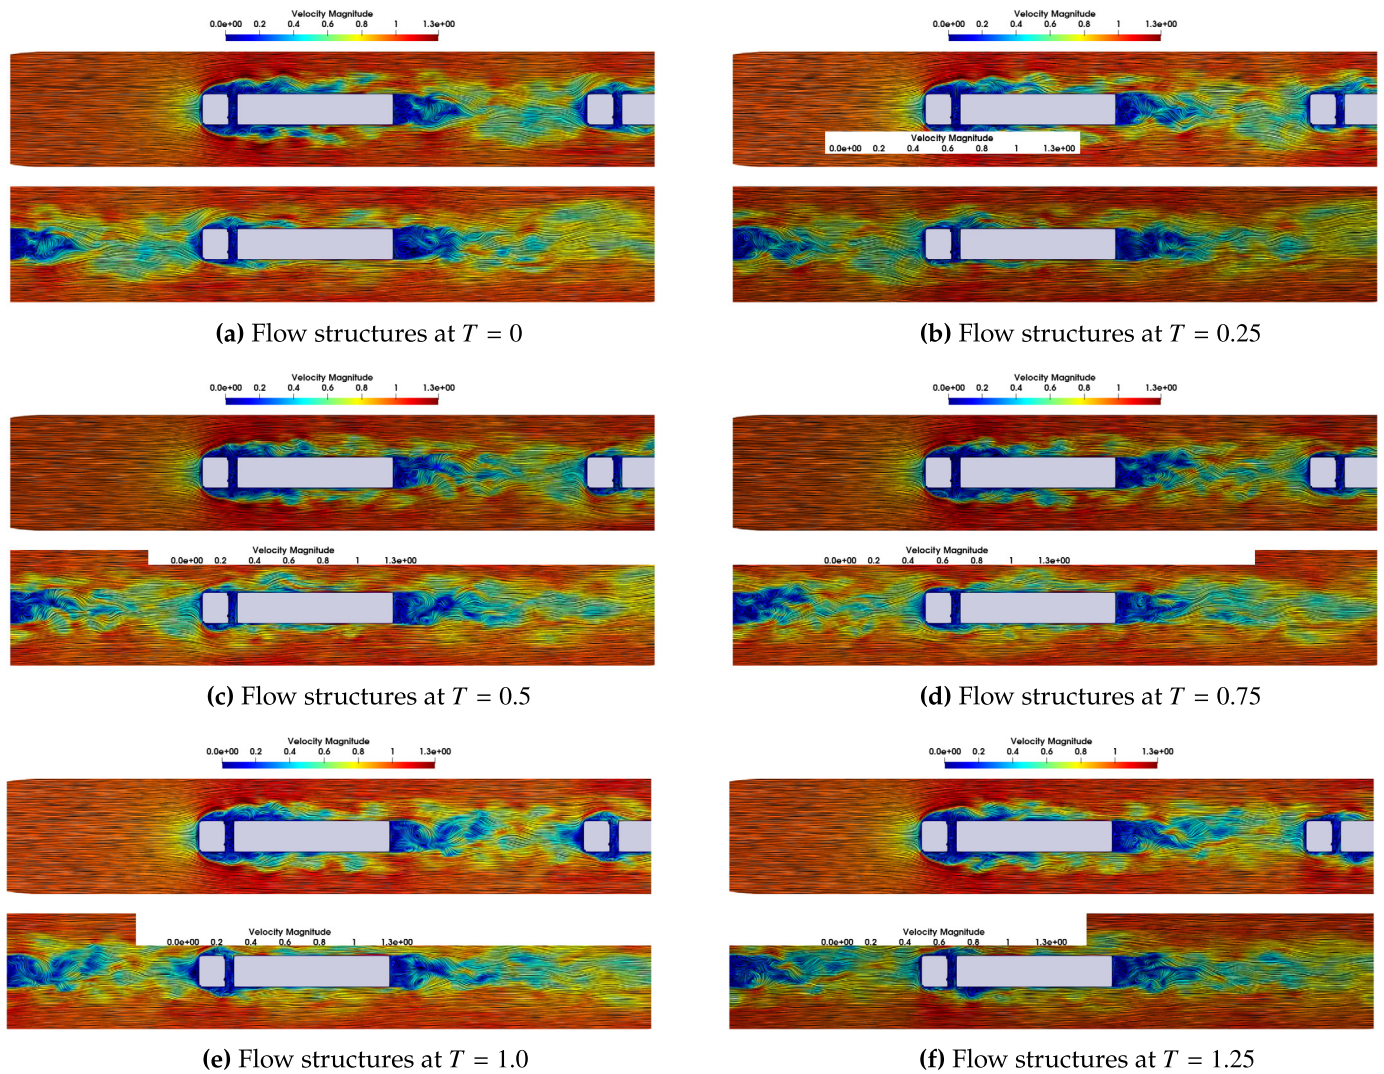 Velocity Magnitude
0.0e+00 0.2 0.4 0.6 0.8 1 1.3e+00
Velocity Magnitude
0.0e+00 0.2 0.4 0.6 0.8 1 1.3e+00
Velocity Magnitude
0.0e+00 0.2 0.4 0.6 0.8 1 1.3e+00
(a) Flow structures at T = 0
(b) Flow structures at T = 0.25
Velocity Magnitude
0.0e+00 0.2 0.4 0.6 0.8 1 1.3e+00
Velocity Magnitude
0.0e+00 0.2 0.4 0.6 0.8 1 1.3e+00
Velocity Magnitude
0.0e+00 0.2 0.4 0.6 0.8 1 1.3e+00
Velocity Magnitude
0.0e+00 0.2 0.4 0.6 0.8 1 1.3e+00
(c) Flow structures at T = 0.5
(d) Flow structures at T = 0.75
Velocity Magnitude
0.0e+00 0.2 0.4 0.6 0.8 1 1.3e+00
Velocity Magnitude
0.0e+00 0.2 0.4 0.6 0.8 1 1.3e+00
Velocity Magnitude
0.0e+00 0.2 0.4 0.6 0.8 1 1.3e+00
Velocity Magnitude
0.0e+00 0.2 0.4 0.6 0.8 1 1.3e+00
(e) Flow structures at T = 1.0
(f) Flow structures at T = 1.25